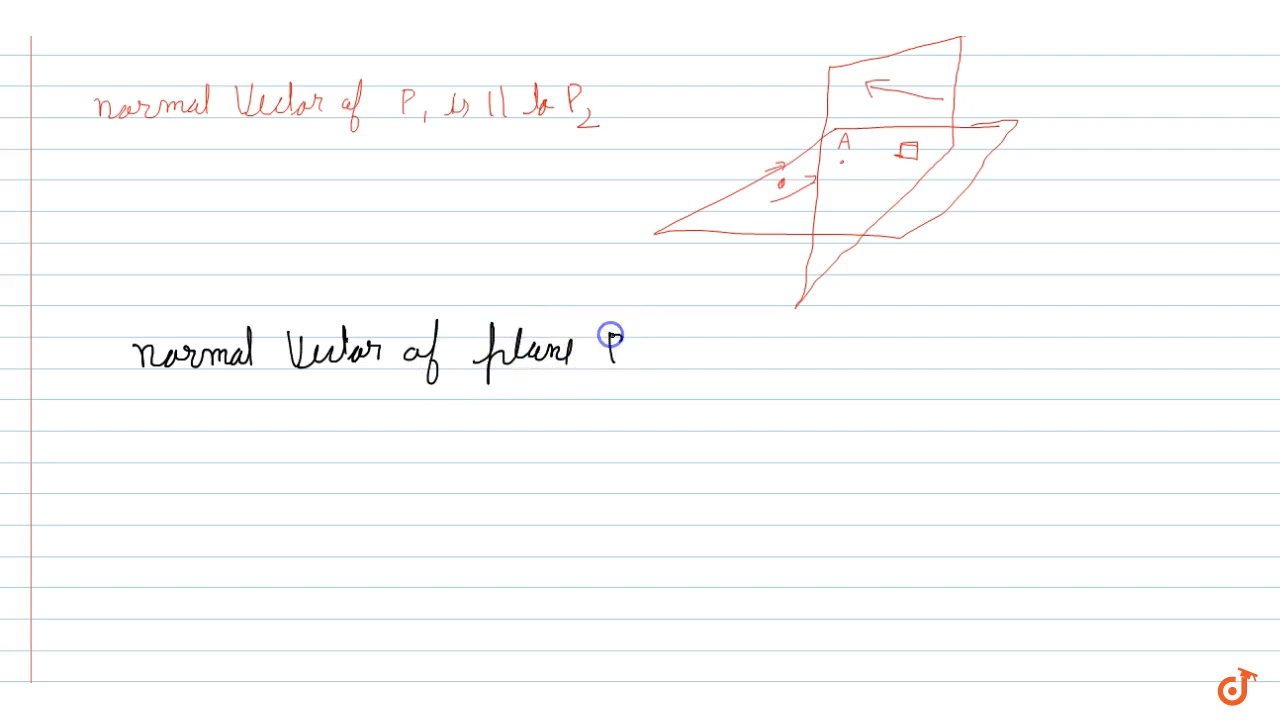 normal Vector of P1 is || to P2
A
normal Vector of plane P